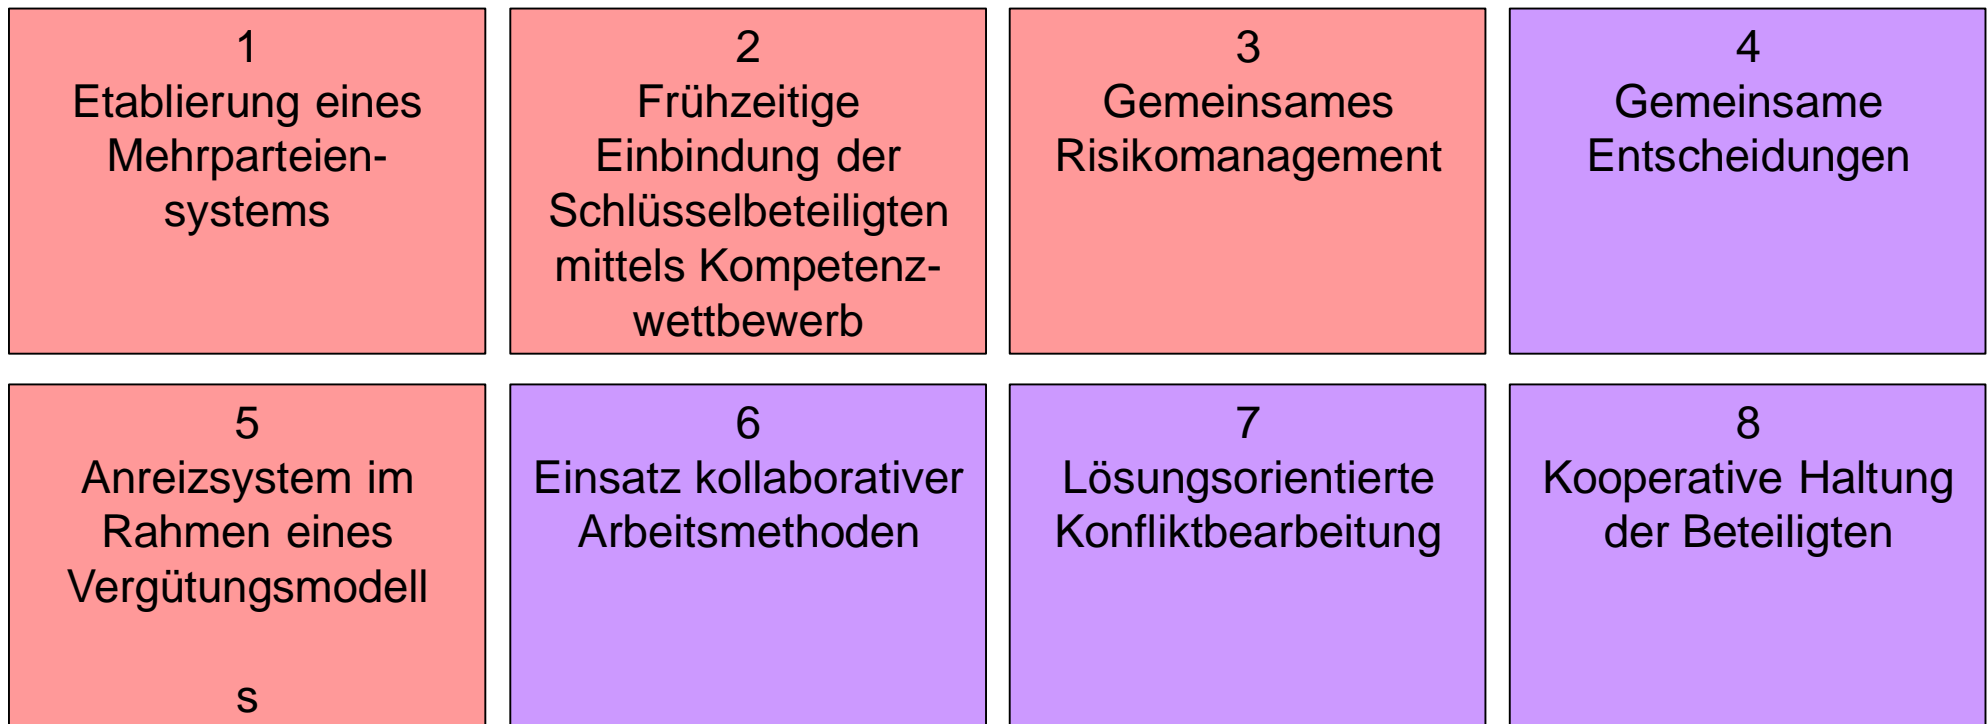 1
Etablierung eines
Mehrparteien-
systems
2
Frühzeitige
Einbindung der
Schlüsselbeteiligten
mittels Kompetenz-
wettbewerb
3
Gemeinsames
Risikomanagement
4
Gemeinsame
Entscheidungen
5
Anreizsystem im
Rahmen eines
Vergütungsmodell
s
6
Einsatz kollaborativer
Arbeitsmethoden
7
Lösungsorientierte
Konfliktbearbeitung
8
Kooperative Haltung
der Beteiligten